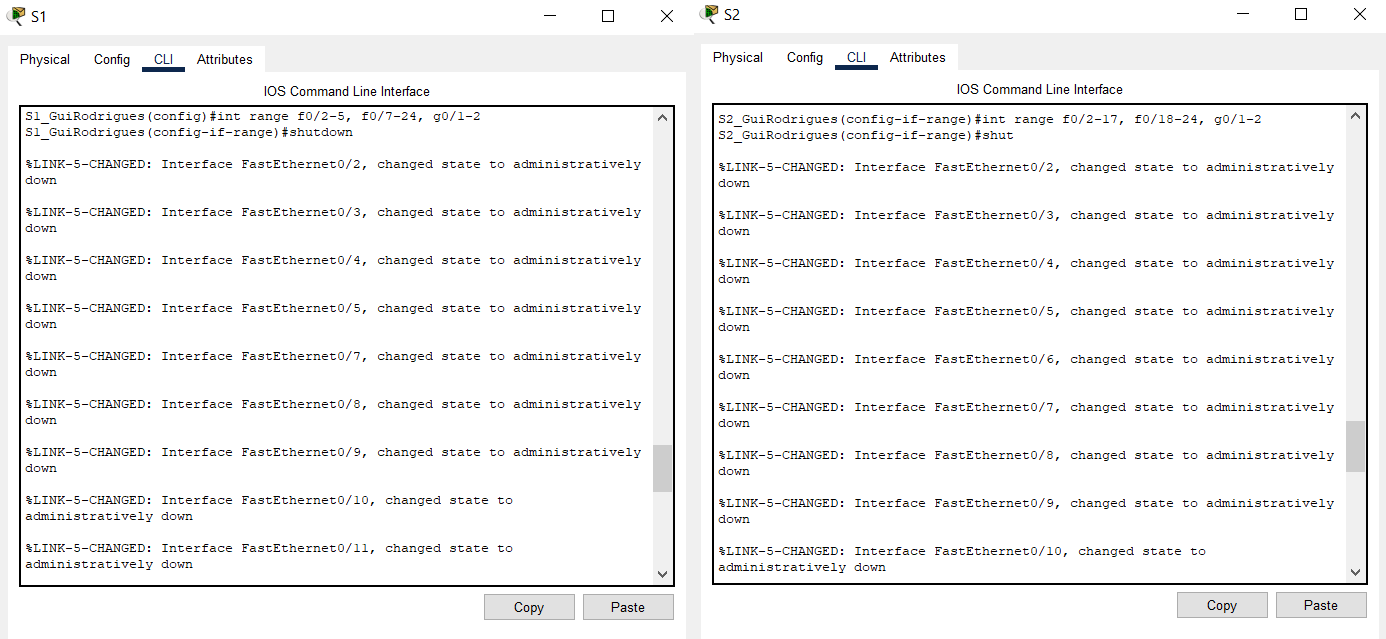 S1
Physical Config CLI Attributes
IOS Command Line Interface
S1_GuiRodrigues(config)#int range f0/2-5, f0/7-24, g0/1-2
S1_GuiRodrigues(config-if-range)#shutdown
%LINK-5-CHANGED: Interface FastEthernet0/2, changed state to administratively
down
%LINK-5-CHANGED: Interface FastEthernet0/3, changed state to administratively
down
%LINK-5-CHANGED: Interface FastEthernet0/4, changed state to administratively
down
%LINK-5-CHANGED: Interface FastEthernet0/5, changed state to administratively
down
%LINK-5-CHANGED: Interface FastEthernet0/7, changed state to administratively
down
%LINK-5-CHANGED: Interface FastEthernet0/8, changed state to administratively
down
%LINK-5-CHANGED: Interface FastEthernet0/9, changed state to administratively
down
%LINK-5-CHANGED: Interface FastEthernet0/10, changed state to
administratively down
%LINK-5-CHANGED: Interface FastEthernet0/11, changed state to
administratively down
Copy Paste
S2
Physical Config CLI Attributes
IOS Command Line Interface
S2_GuiRodrigues(config-if-range)#int range f0/2-17, f0/18-24, g0/1-2
S2_GuiRodrigues(config-if-range)#shut
%LINK-5-CHANGED: Interface FastEthernet0/2, changed state to administratively
down
%LINK-5-CHANGED: Interface FastEthernet0/3, changed state to administratively
down
%LINK-5-CHANGED: Interface FastEthernet0/4, changed state to administratively
down
%LINK-5-CHANGED: Interface FastEthernet0/5, changed state to administratively
down
%LINK-5-CHANGED: Interface FastEthernet0/6, changed state to administratively
down
%LINK-5-CHANGED: Interface FastEthernet0/7, changed state to administratively
down
%LINK-5-CHANGED: Interface FastEthernet0/8, changed state to administratively
down
%LINK-5-CHANGED: Interface FastEthernet0/9, changed state to administratively
down
%LINK-5-CHANGED: Interface FastEthernet0/10, changed state to
administratively down
Copy Paste